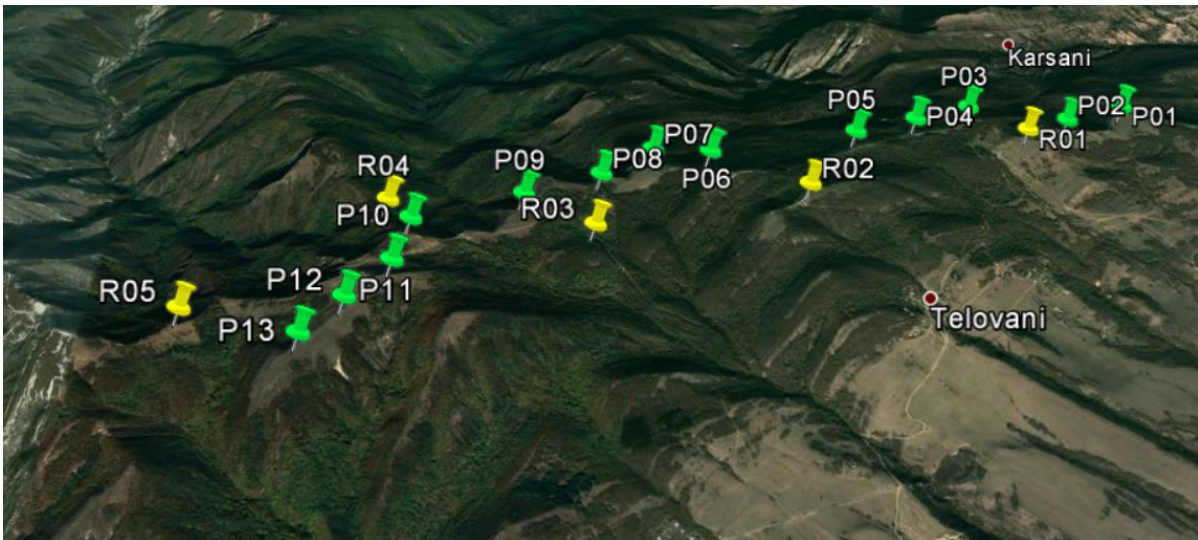 Karsani
P03
P05
P04
P02
P01
R01
P07
P08
P06
P09
R02
R04
R03
P10
P12
P11
R05
P13
Telovani